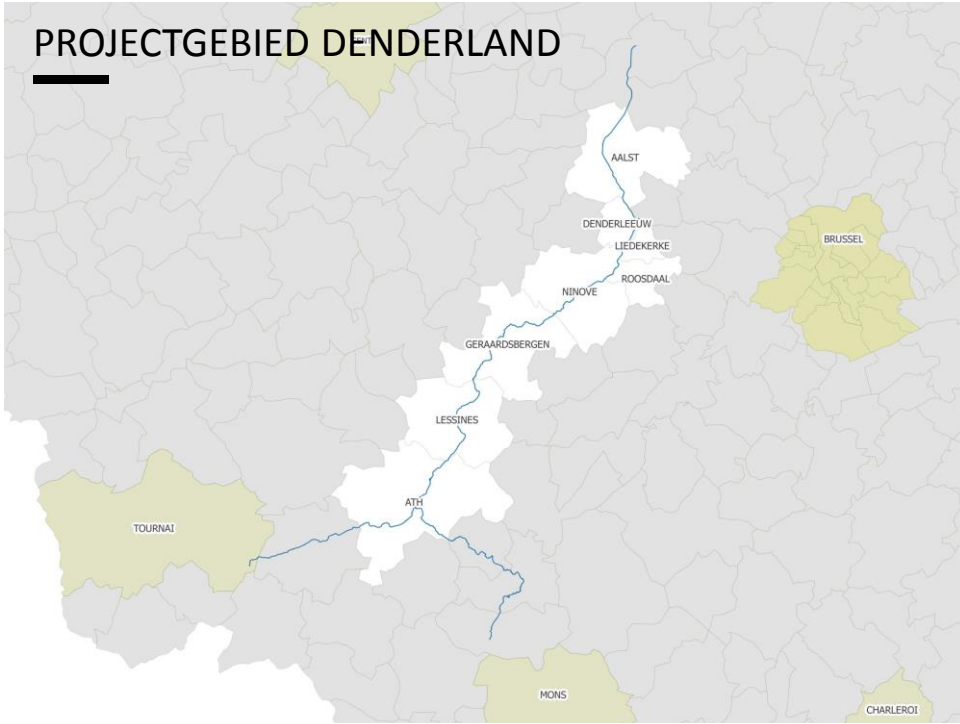 PROJECTGEBIED DENDERLAND
AALST
DENDERLEEUW
BRUSSEL
LIEDEKERKE
ROOSDAAL
NINOVE
GERAARDSBERGEN
LESSINES
ATH
TOURNAI
MONS
CHARLEROI